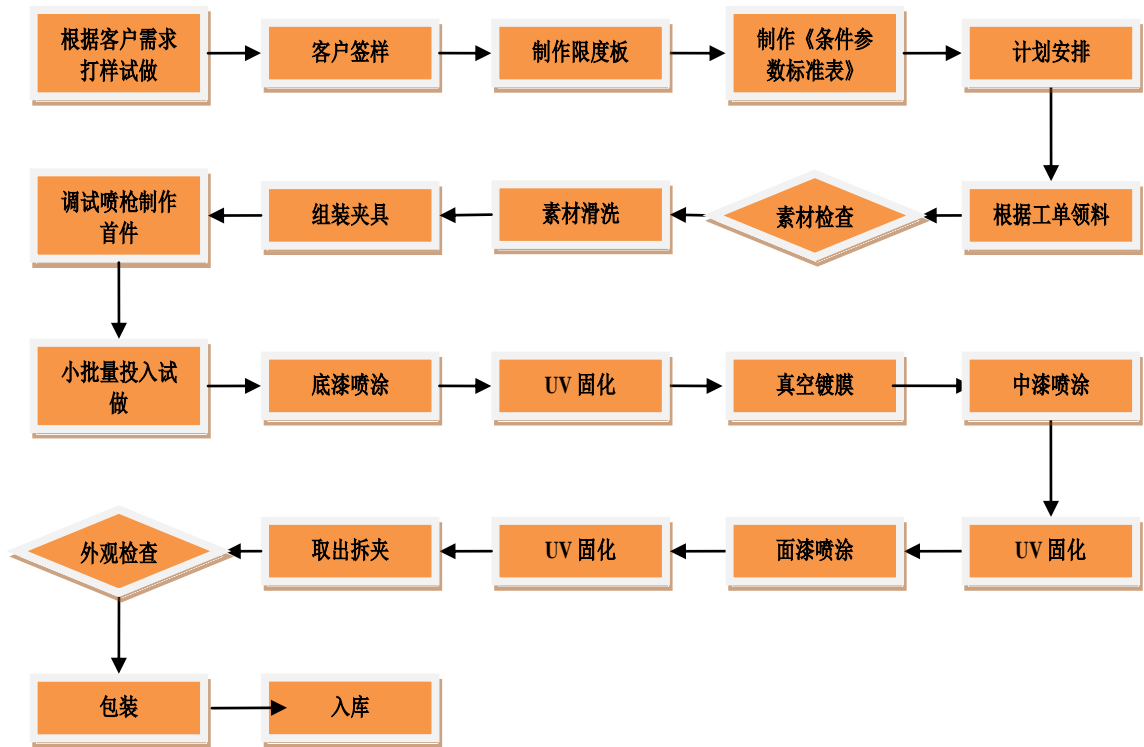 根据客户需求
打样试做
客户签样
制作限度板
制作《条件参
数标准表》
计划安排
根据工单领料
素材检查
素材滑洗
组装夹具
调试喷枪制作
首件
小批量投入试
做
底漆喷涂
UV 固化
真空镀膜
中漆喷涂
UV 固化
面漆喷涂
UV 固化
取出拆夹
外观检查
包装
入库